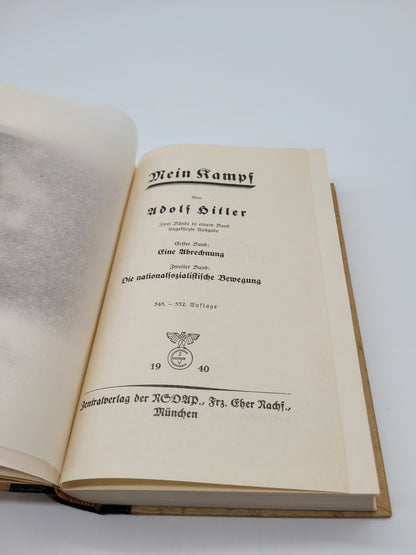 Mein Kampf
Von
Adolf Hitler
Zwei Bände in einem Band
Ungekürzte Ausgabe
Erster Band:
Eine Abrechnung
Zweiter Band:
Die nationalsozialistische Bewegung
548. – 552. Auflage
19 40
Zentralverlag der NSDAP., Frz. Eher Nachf.,
München